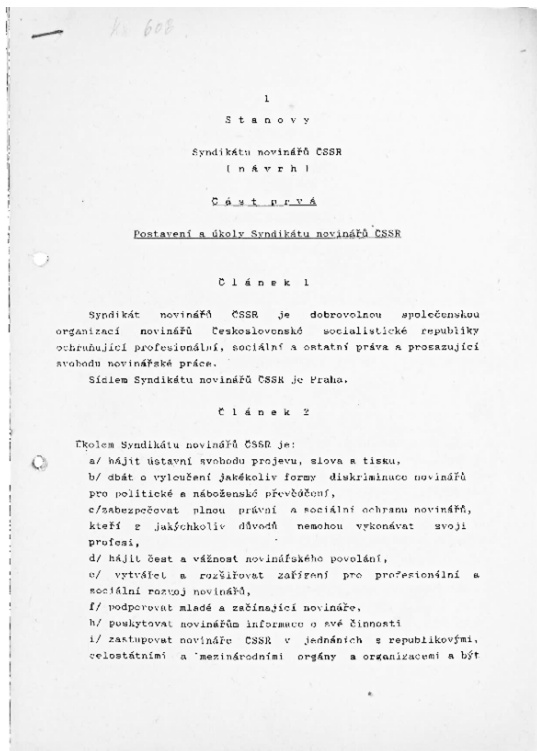 608
1
S t a n o v y
Syndikátu novinářů ČSSR
( n á v r h )
Č á s t  p r v á
Postavení a úkoly Syndikátu novinářů ČSSR
Č l á n e k  1
Syndikát novinářů ČSSR je dobrovolnou společenskou
organizací novinářů Československé socialistické republiky
ochraňující profesionální, sociální a ostatní práva a prosazující
svobodu novinářské práce.
Sídlem Syndikátu novinářů ČSSR je Praha.
Č l á n e k  2
Úkolem Syndikátu novinářů ČSSR je:
a/ hájit ústavní svobodu projevu, slova a tisku,
b/ dbát o vyloučení jakékoliv formy diskriminace novinářů
pro politické a náboženské převědčení,
c/zabezpečovat plnou právní a sociální ochranu novinářů,
kteří z jakýchkoliv důvodů nemohou vykonávat svoji
profesi,
d/ hájit čest a vážnost novinářského povolání,
e/ vytvářet a rozšiřovat zařízení pro profesionální a
sociální rozvoj novinářů,
f/ podporovat mladé a začínající novináře,
h/ poskytovat novinářům informace o své činnosti
i/ zastupovat novináře ČSSR v jednáních s republikovými,
celostátními a mezinárodními orgány a organizacemi a být